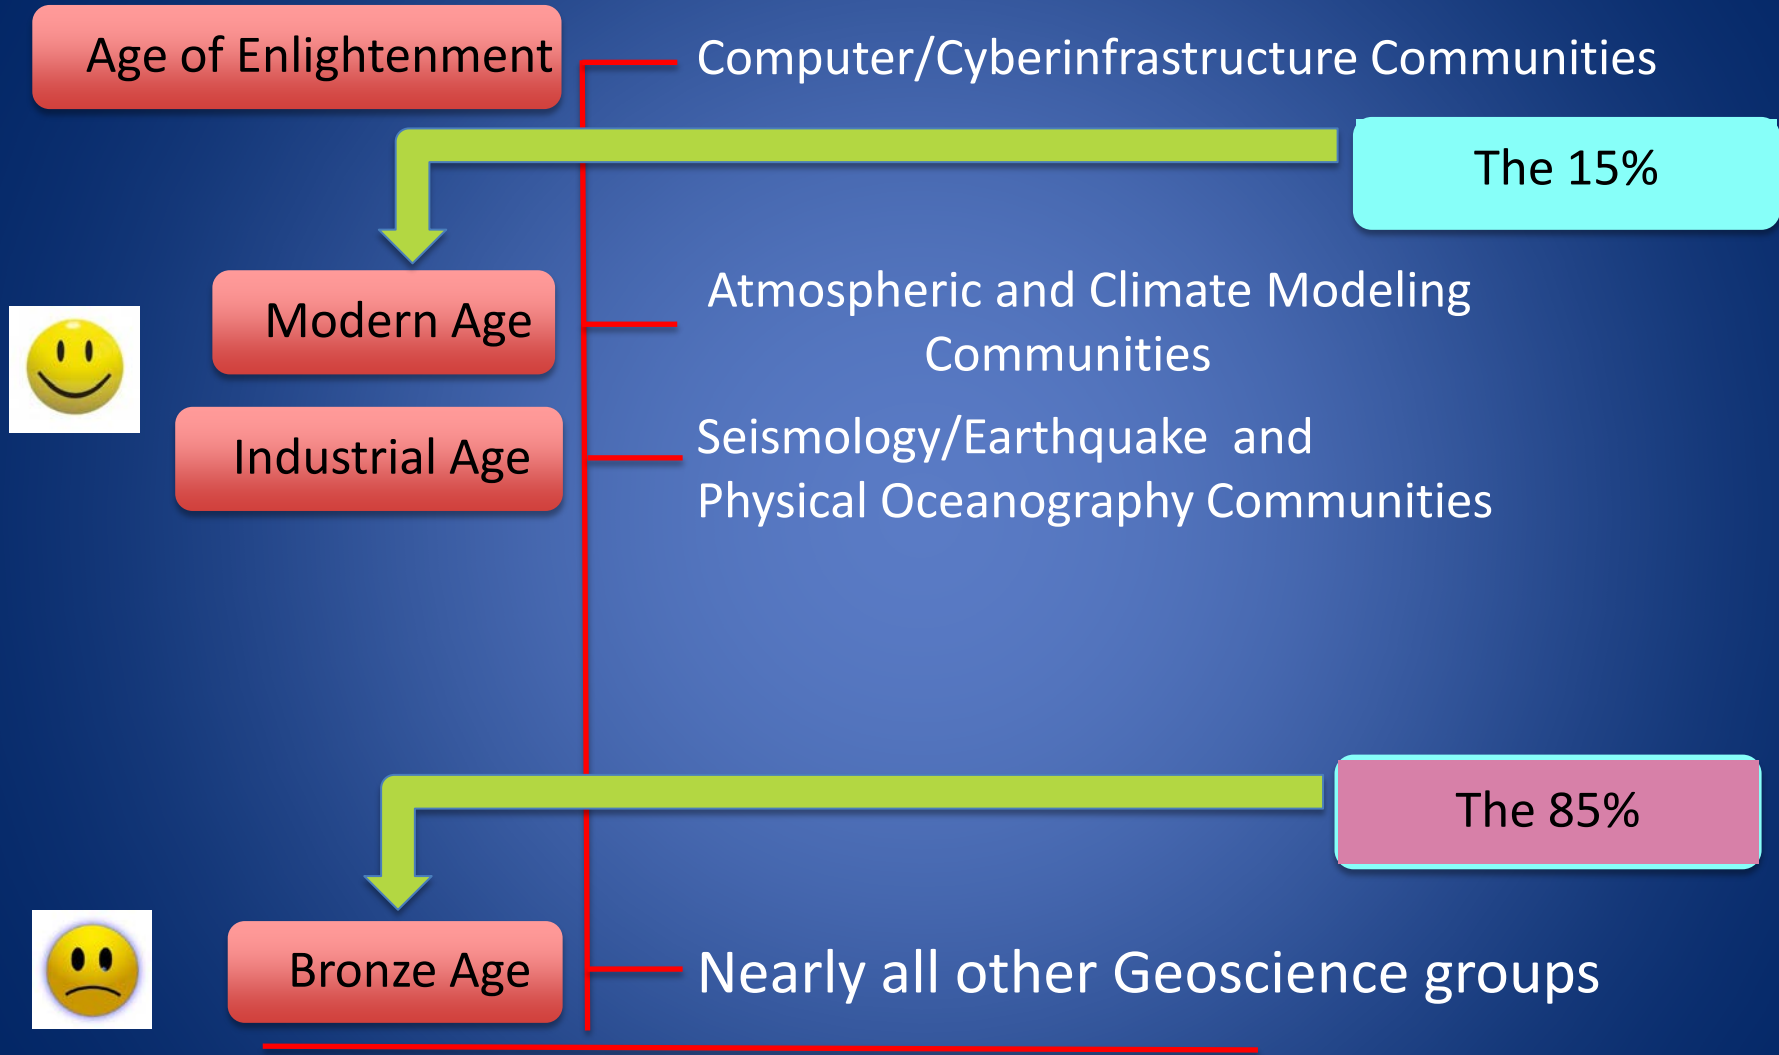 Age of Enlightenment
Computer/Cyberinfrastructure Communities
The 15%
Modern Age
Atmospheric and Climate Modeling
Communities
Industrial Age
Seismology/Earthquake and
Physical Oceanography Communities
The 85%
Bronze Age
Nearly all other Geoscience groups